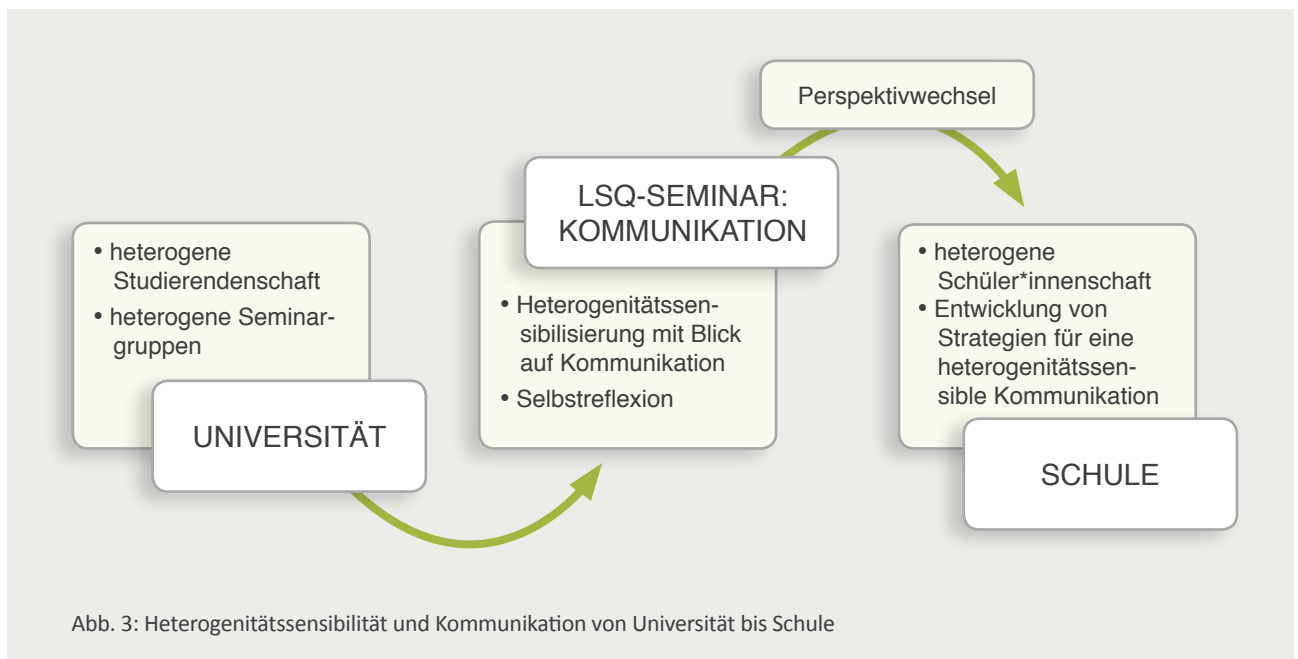 Perspektivwechsel
LSQ-SEMINAR:
KOMMUNIKATION
• heterogene
Studierendenschaft
• heterogene Seminar-
gruppen
UNIVERSITÄT
• Heterogenitätssen-
sibilisierung mit Blick
auf Kommunikation
• Selbstreflexion
• heterogene
Schüler*innenschaft
• Entwicklung von
Strategien für eine
heterogenitätssen-
sible Kommunikation
SCHULE
Abb. 3: Heterogenitätssensibilität und Kommunikation von Universität bis Schule